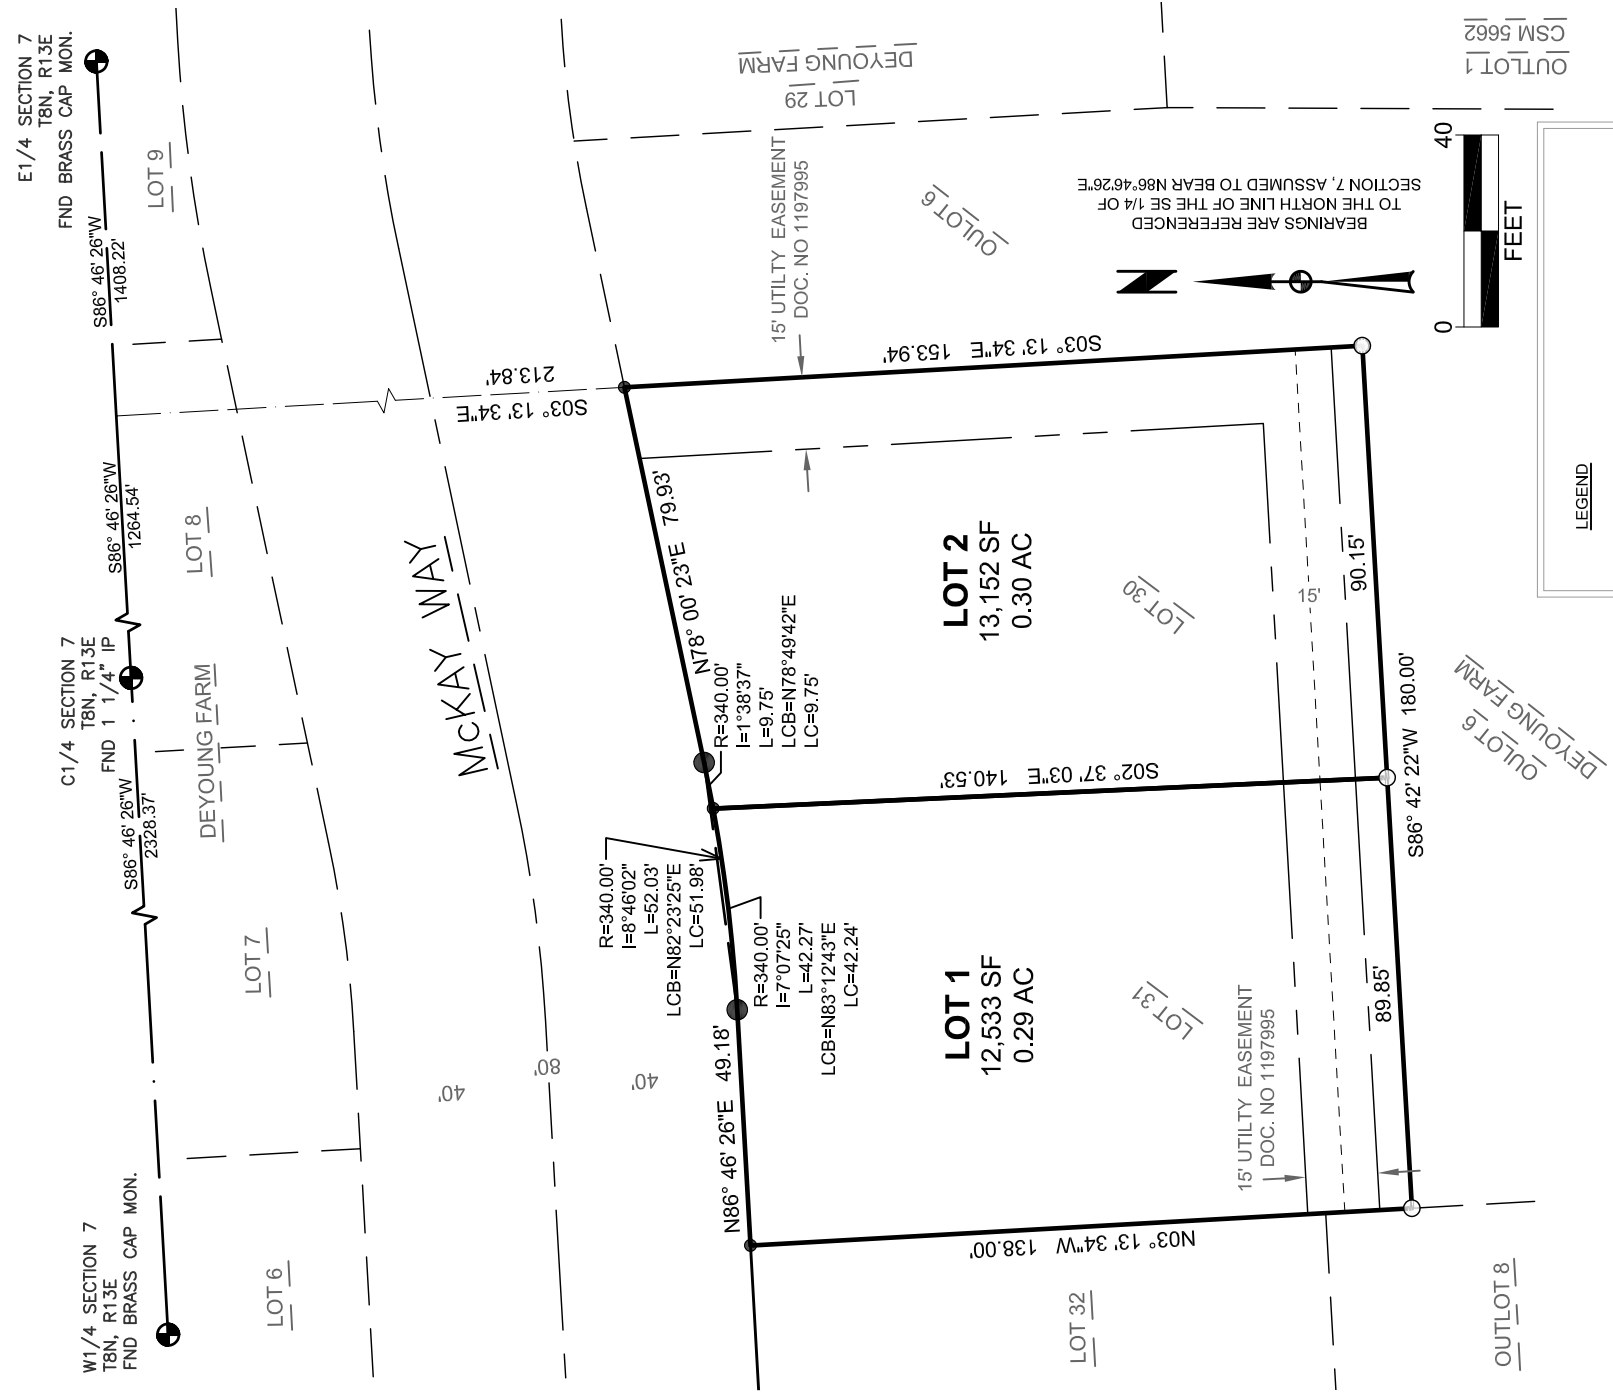 E1/4 SECTION 7
T8N, R13E
FND BRASS CAP MON.
LOT 9
S86° 46' 26"W
1408.22'
C1/4 SECTION 7
T8N, R13E
FND 1 1/4" IP
S86° 46' 26"W
1264.54'
LOT 8
DEYOUNG FARM
S86° 46' 26"W
2328.37'
LOT 7
W1/4 SECTION 7
T8N, R13E
FND BRASS CAP MON.
LOT 6
McKAY WAY
40'
80'
40'
S03° 13' 34"E
213.84'
LOT 29
DEYOUNG FARM
OUTLOT 1
CSM 5662
15' UTILTY EASEMENT
DOC. NO 1197995
OULOT 6
BEARINGS ARE REFERENCED
TO THE NORTH LINE OF THE SE 1/4 OF
SECTION 7, ASSUMED TO BEAR N86°46'26"E
N
0
40
FEET
S03° 13' 34"E 153.94'
N78° 00' 23"E 79.93'
R=340.00'
I=1°38'37"
L=9.75'
LCB=N78°49'42"E
LC=9.75'
LOT 2
13,152 SF
0.30 AC
LOT 30
15'
90.15'
S02° 37' 03"E 140.53'
S86° 42' 22"W 180.00'
OULOT 6
DEYOUNG FARM
R=340.00'
I=8°46'02"
L=52.03'
LCB=N82°23'25"E
LC=51.98'
R=340.00'
I=7°07'25"
L=42.27'
LCB=N83°12'43"E
LC=42.24'
N86° 46' 26"E 49.18'
LOT 1
12,533 SF
0.29 AC
LOT 31
15' UTILTY EASEMENT
DOC. NO 1197995
89.85'
N03° 13' 34"W 138.00'
LOT 32
OUTLOT 8
LEGEND